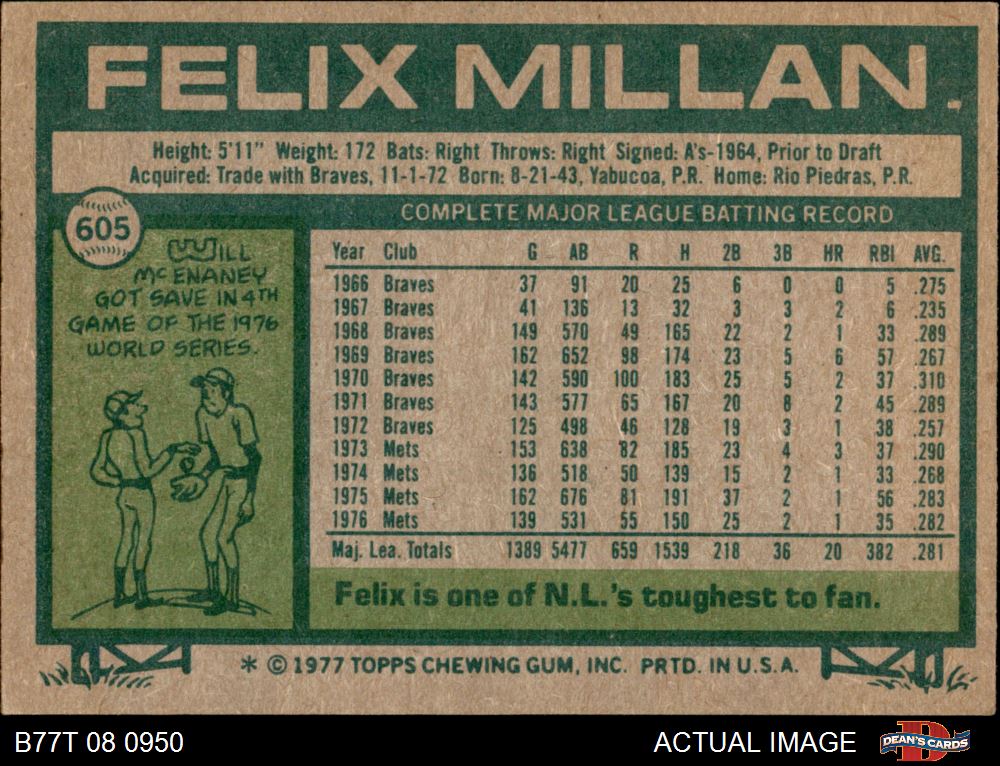 FELIX MILLAN
Height: 5'11" Weight: 172 Bats: Right Throws: Right Signed: A's-1964, Prior to Draft
Acquired: Trade with Braves, 11-1-72 Born: 8-21-43, Yabucoa, P.R. Home: Rio Piedras, P.R.
605
WILL
MCENANEY
GOT SAVE IN 4TH
GAME OF THE 1976
WORLD SERIES.
COMPLETE MAJOR LEAGUE BATTING RECORD
Year Club G AB R H 2B 3B HR RBI AVG.
1966 Braves 37 91 20 25 6 0 0 5 .275
1967 Braves 41 136 13 32 3 3 2 6 .235
1968 Braves 149 570 49 165 22 2 1 33 .289
1969 Braves 162 652 98 174 23 5 6 57 .267
1970 Braves 142 590 100 183 25 5 2 37 .310
1971 Braves 143 577 65 167 20 8 2 45 .289
1972 Braves 125 498 46 128 19 3 1 38 .257
1973 Mets 153 638 82 185 23 4 3 37 .290
1974 Mets 136 518 50 139 15 2 1 33 .268
1975 Mets 162 676 81 191 37 2 1 56 .283
1976 Mets 139 531 55 150 25 2 1 35 .282
Maj. Lea. Totals 1389 5477 659 1539 218 36 20 382 .281
Felix is one of N.L.'s toughest to fan.
* © 1977 TOPPS CHEWING GUM, INC. PRTD. IN U.S.A.
B77T 08 0950
ACTUAL IMAGE
D
DEAN'S CARDS